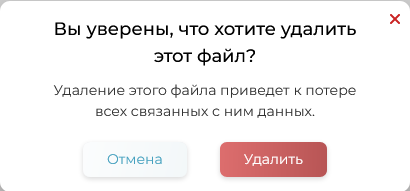 Вы уверены, что хотите удалить
этот файл?
Удаление этого файла приведет к потере
всех связанных с ним данных.
Отмена
Удалить